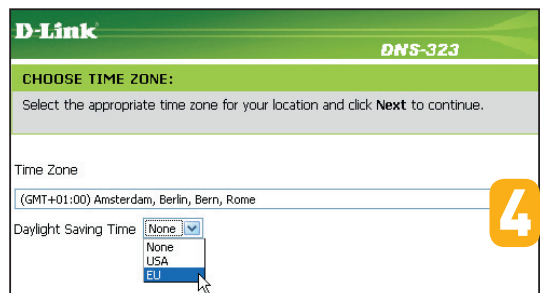 D-Link
DNS-323
CHOOSE TIME ZONE:
Select the appropriate time zone for your location and click Next to continue.
Time Zone
(GMT+01:00) Amsterdam, Berlin, Bern, Rome
Daylight Saving Time None
None
USA
EU
4